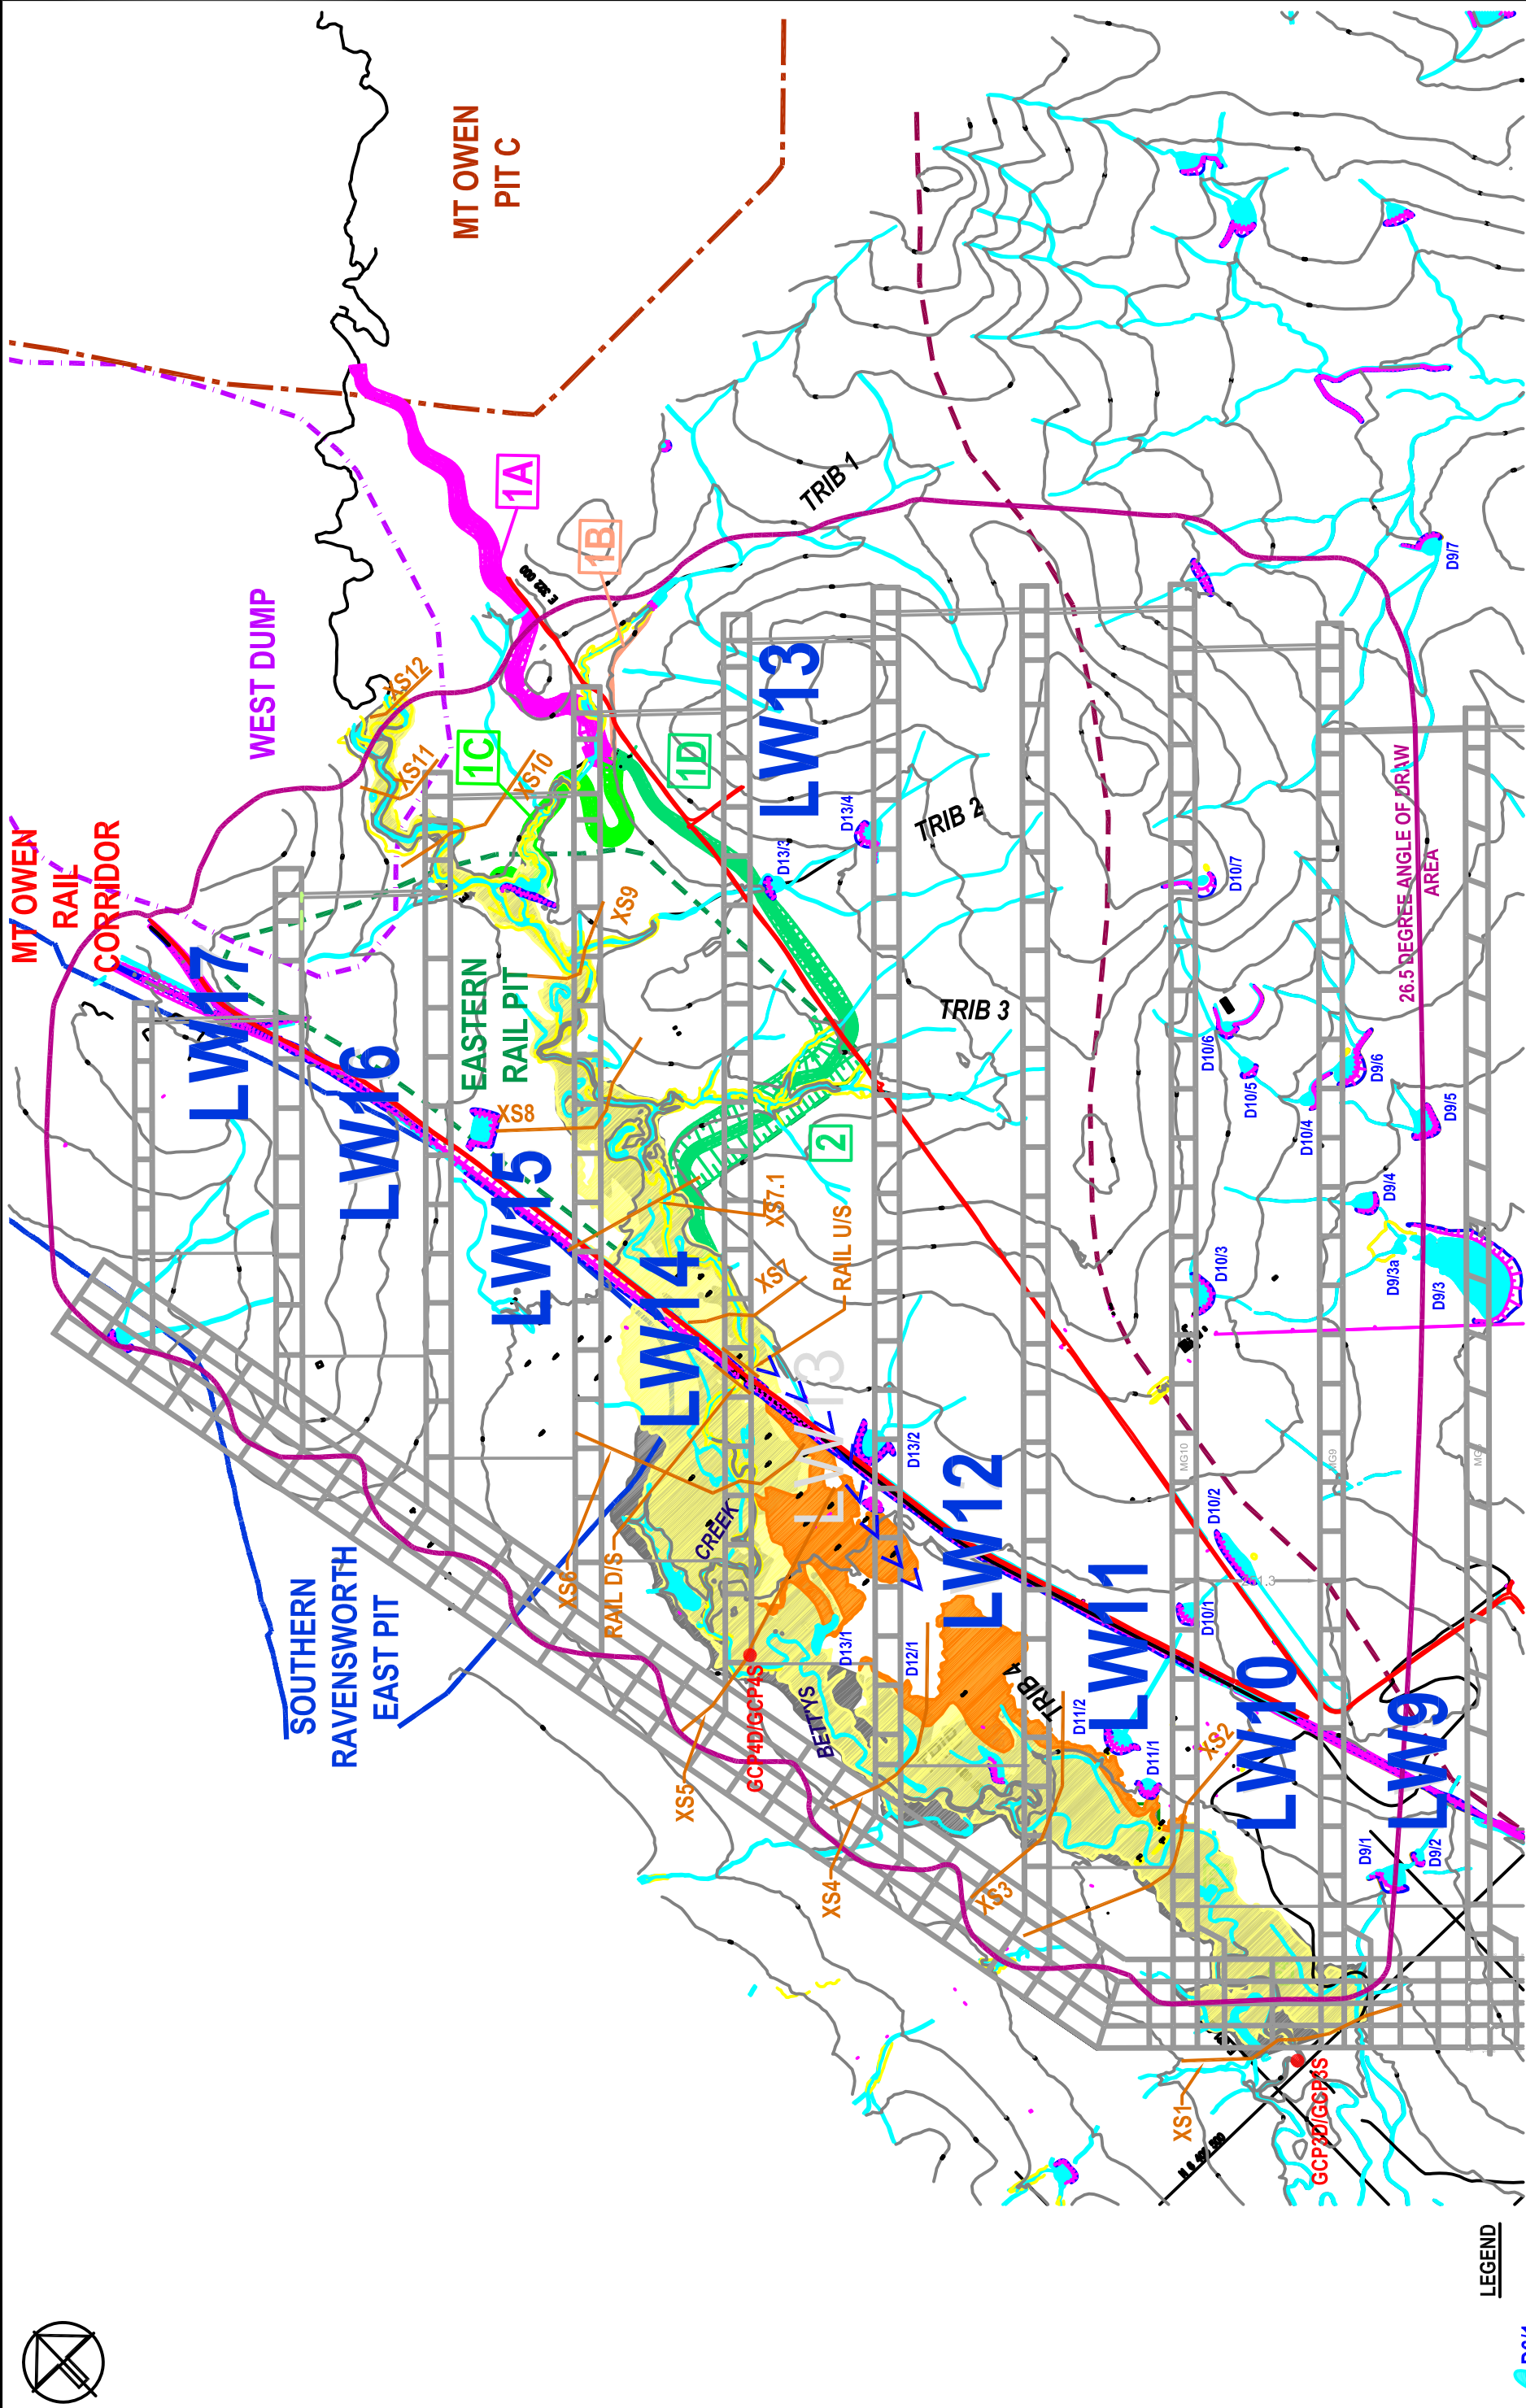 MT OWEN
PIT C
1A
1B
E 322 000
TRIB 1
WEST DUMP
XS12
XS11
1C
XS10
1D
LW13
MT OWEN
RAIL
CORRIDOR
D13/3
D13/4
TRIB 2
D9/7
26.5 DEGREE ANGLE OF DRAW
AREA
D10/7
XS9
LW17
EASTERN
RAIL PIT
TRIB 3
LW16
XS8
2
D10/6
D10/5
D10/4
D9/6
D9/5
D9/4
LW15
XS7.1
RAIL U/S
XS7
LW14
D10/3
D9/3a
D9/3
LW13
D13/2
LW12
MG10
MG9
CREEK
D10/2
D10/1
SOUTHERN
RAVENSWORTH
EAST PIT
XS6
RAIL D/S
D13/1
D12/1
LW11
GCP4D/GCP4S
BETTYS
TRIB 4
D11/2
D11/1
XS2
LW10
LW9
XS5
XS4
XS3
D9/1
D9/2
XS1
GCP3D/GCP3S
LEGEND